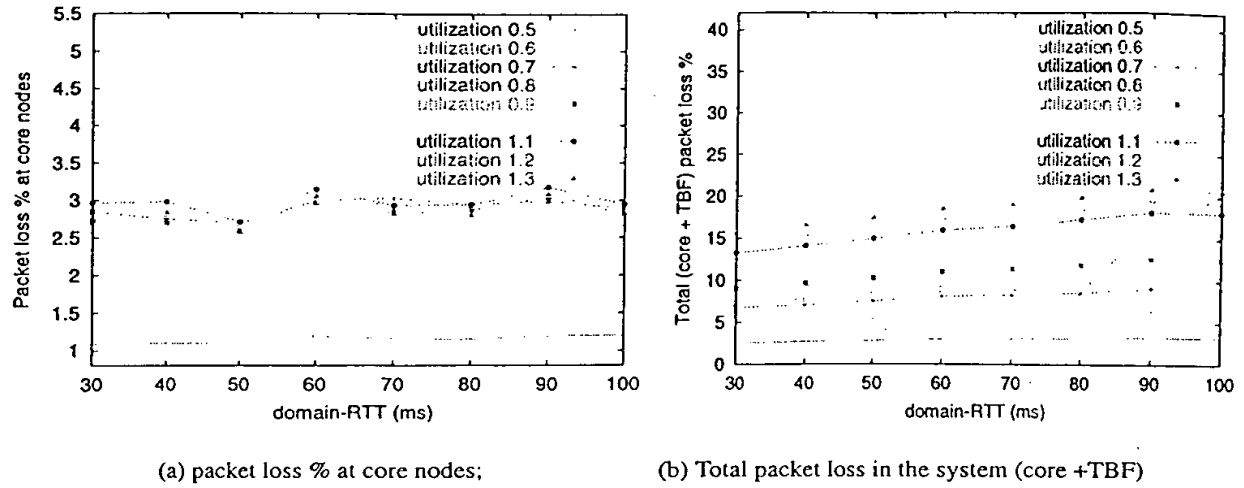 5.5
5
4.5
4
3.5
3
2.5
2
1.5
1
Packet loss % at core nodes
utilization 0.5
utilization 0.6
utilization 0.7
utilization 0.8
utilization 0.9
utilization 1.1
utilization 1.2
utilization 1.3
30 40 50 60 70 80 90 100
domain-RTT (ms)
(a) packet loss % at core nodes;
40
35
30
25
20
15
10
5
0
Total (core + TBF) packet loss %
utilization 0.5
utilization 0.6
utilization 0.7
utilization 0.8
utilization 0.9
utilization 1.1
utilization 1.2
utilization 1.3
30 40 50 60 70 80 90 100
domain-RTT (ms)
(b) Total packet loss in the system (core +TBF)